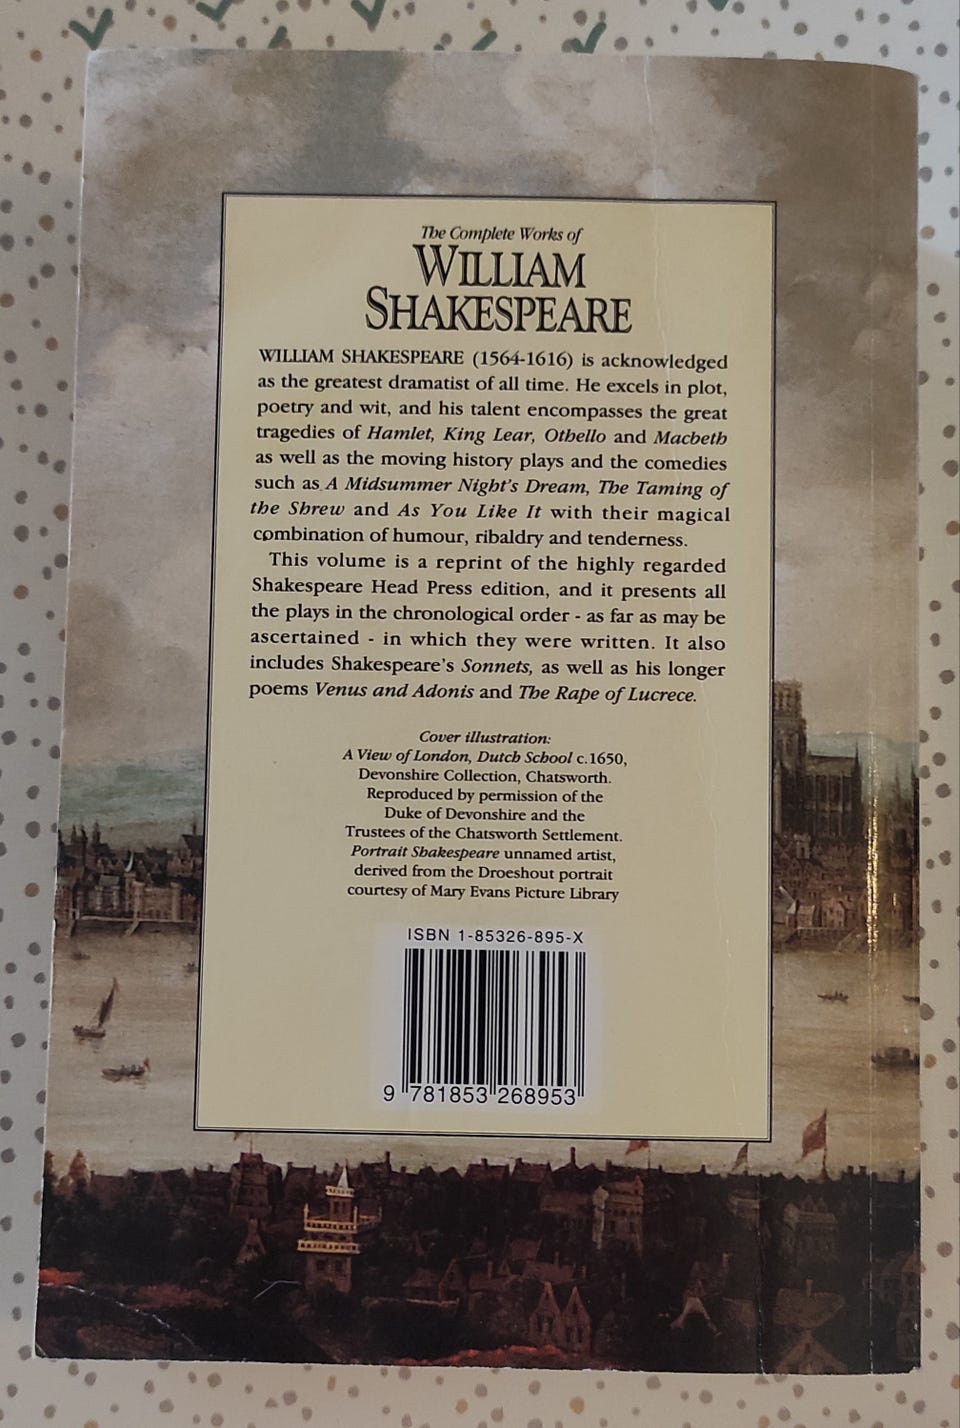 The Complete Works of
WILLIAM
SHAKESPEARE
WILLIAM SHAKESPEARE (1564-1616) is acknowledged
as the greatest dramatist of all time. He excels in plot,
poetry and wit, and his talent encompasses the great
tragedies of Hamlet, King Lear, Othello and Macbeth
as well as the moving history plays and the comedies
such as A Midsummer Night's Dream, The Taming of
the Shrew and As You Like It with their magical
combination of humour, ribaldry and tenderness.
This volume is a reprint of the highly regarded
Shakespeare Head Press edition, and it presents all
the plays in the chronological order - as far as may be
ascertained - in which they were written. It also
includes Shakespeare's Sonnets, as well as his longer
poems Venus and Adonis and The Rape of Lucrece.
Cover illustration:
A View of London, Dutch School c.1650,
Devonshire Collection, Chatsworth.
Reproduced by permission of the
Duke of Devonshire and the
Trustees of the Chatsworth Settlement.
Portrait Shakespeare unnamed artist,
derived from the Droeshout portrait
courtesy of Mary Evans Picture Library
ISBN 1-85326-895-X
9 781853 268953